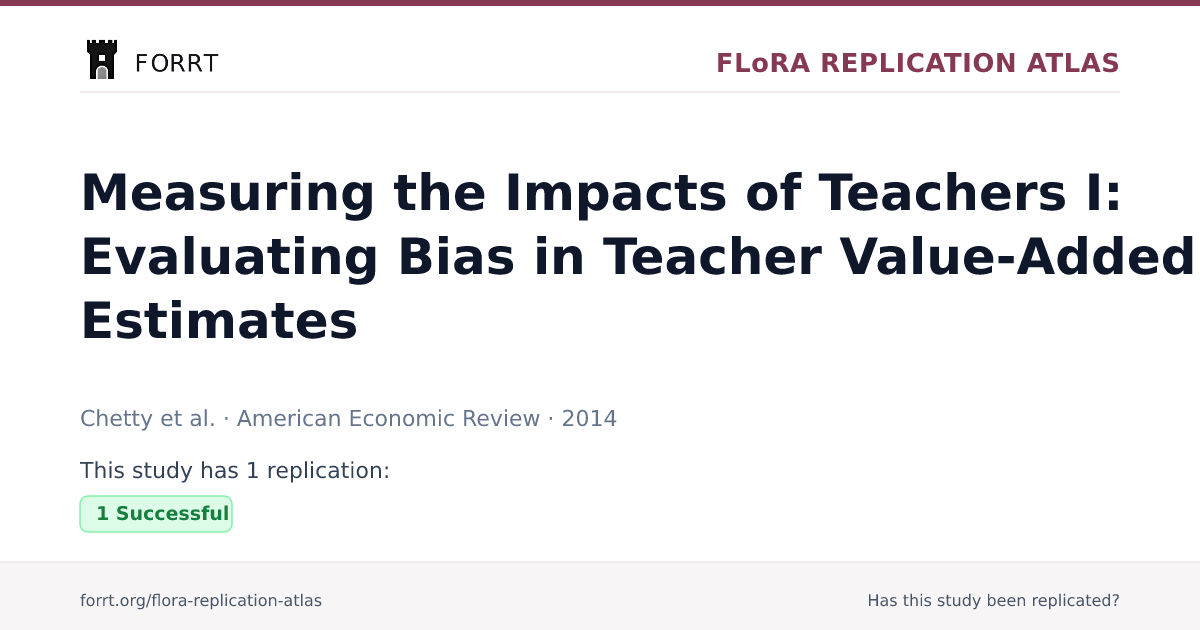 FORRT
FLoRA REPLICATION ATLAS
Measuring the Impacts of Teachers I:
Evaluating Bias in Teacher Value-Added
Estimates
Chetty et al. · American Economic Review · 2014
This study has 1 replication:
1 Successful
forrt.org/flora-replication-atlas
Has this study been replicated?